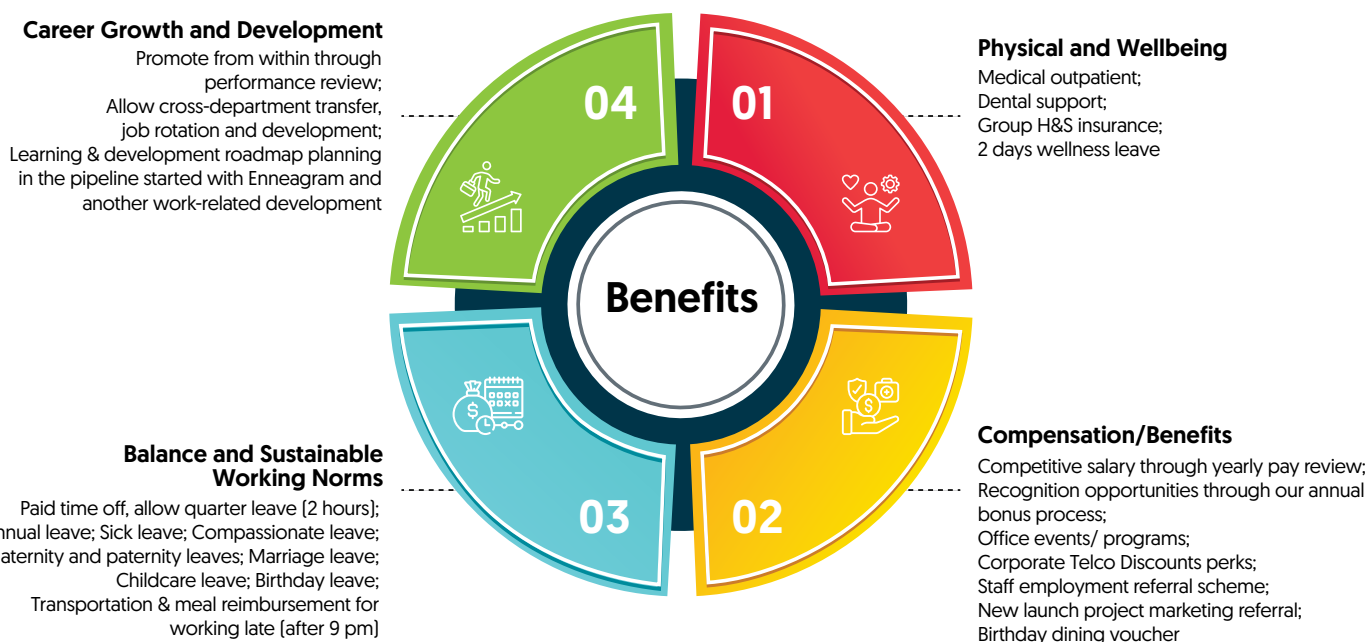 Career Growth and Development
Promote from within through
performance review;
Allow cross-department transfer,
job rotation and development;
Learning & development roadmap planning
in the pipeline started with Enneagram and
another work-related development
04
01
Physical and Wellbeing
Medical outpatient;
Dental support;
Group H&S insurance;
2 days wellness leave
Benefits
Balance and Sustainable
Working Norms
Paid time off, allow quarter leave (2 hours);
nnual leave; Sick leave; Compassionate leave;
aternity and paternity leaves; Marriage leave;
Childcare leave; Birthday leave;
Transportation & meal reimbursement for
working late (after 9 pm)
03
02
Compensation/Benefits
Competitive salary through yearly pay review;
Recognition opportunities through our annual
bonus process;
Office events/ programs;
Corporate Telco Discounts perks;
Staff employment referral scheme;
New launch project marketing referral;
Birthday dining voucher